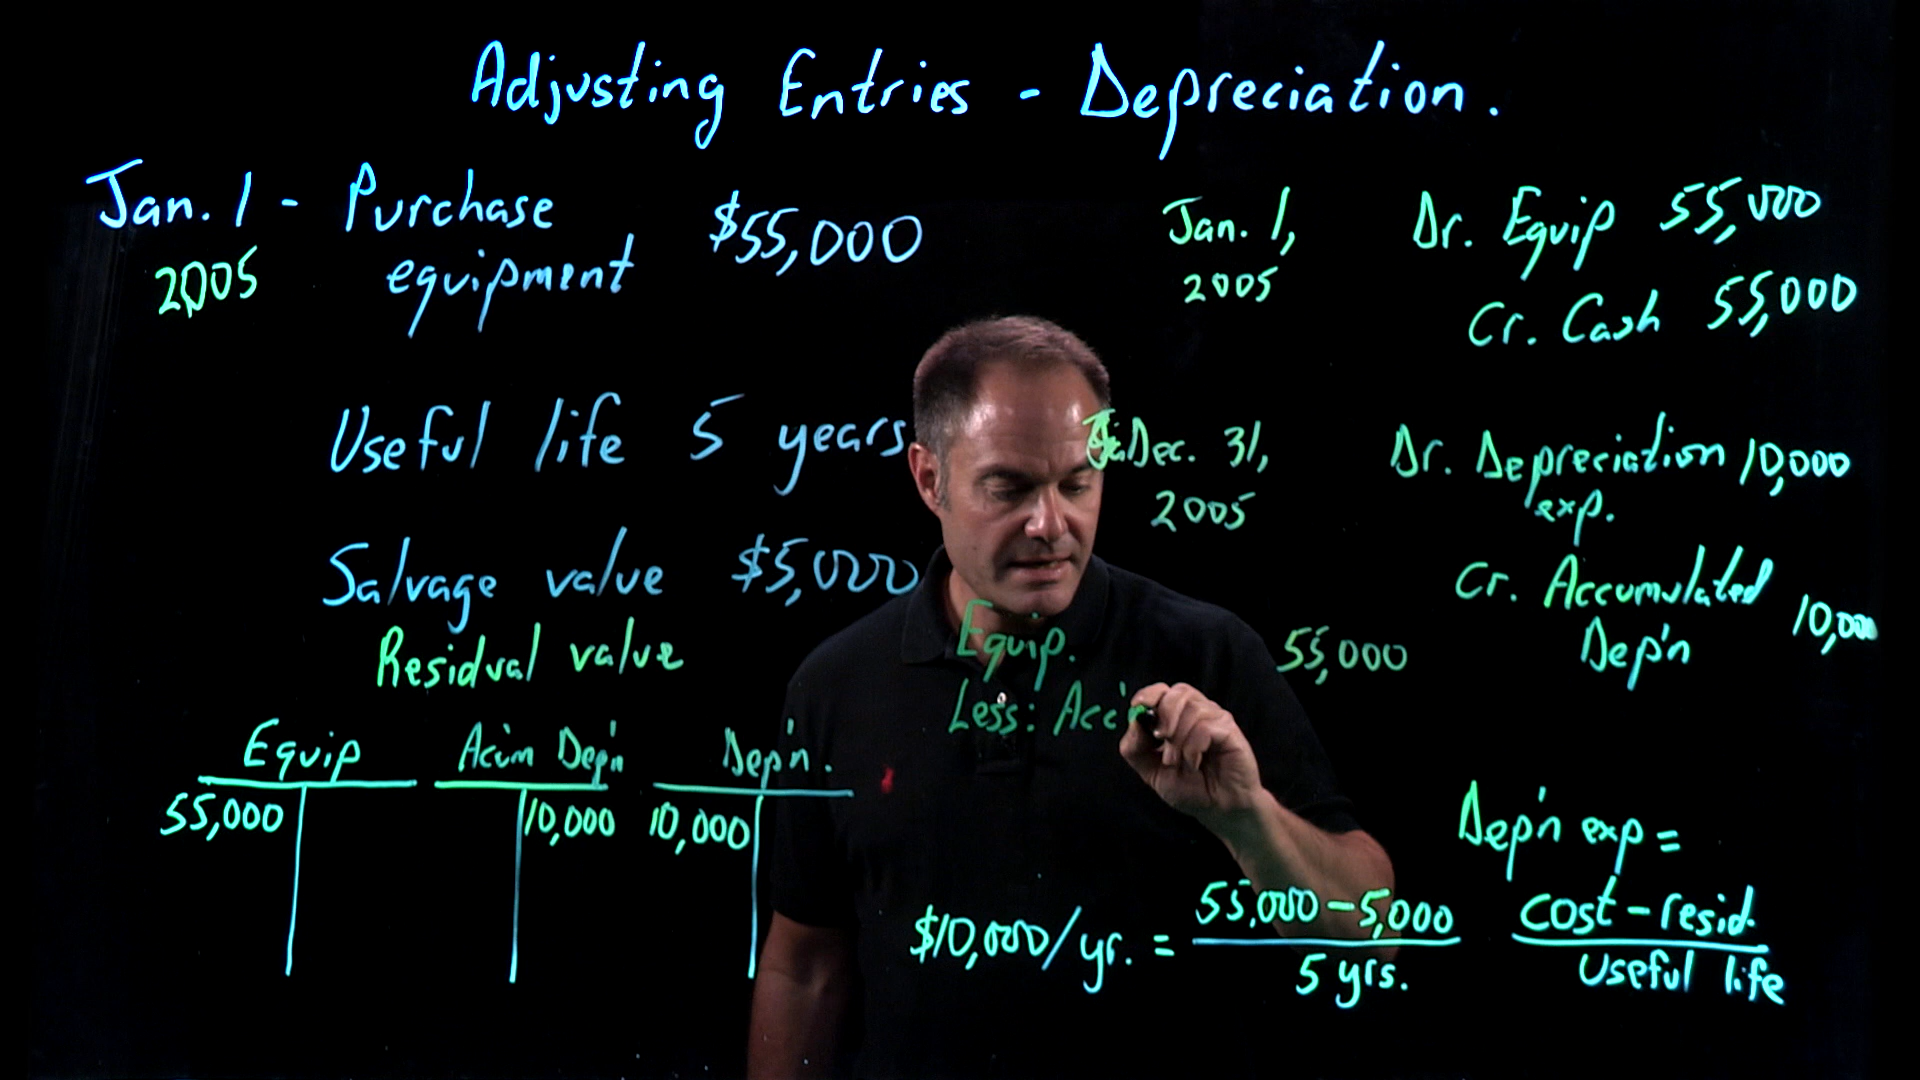 Adjusting Entries - Depreciation.
Jan. 1 - Purchase
2005 equipment $55,000
Useful life 5 years
Salvage value $5,000
Residual value
Equip
55,000
Acc'm Dep'n
10,000
Dep'n.
10,000
Jan. 1,
2005
Dr. Equip 55,000
Cr. Cash 55,000
Dec. 31,
2005
Dr. Depreciation 10,000
exp.
Cr. Accumulated
Dep'n 10,000
Equip. 55,000
Less: Acc'
Dep'n exp =
cost - resid.
useful life
$10,000/yr. = 55,000 - 5,000
5 yrs.